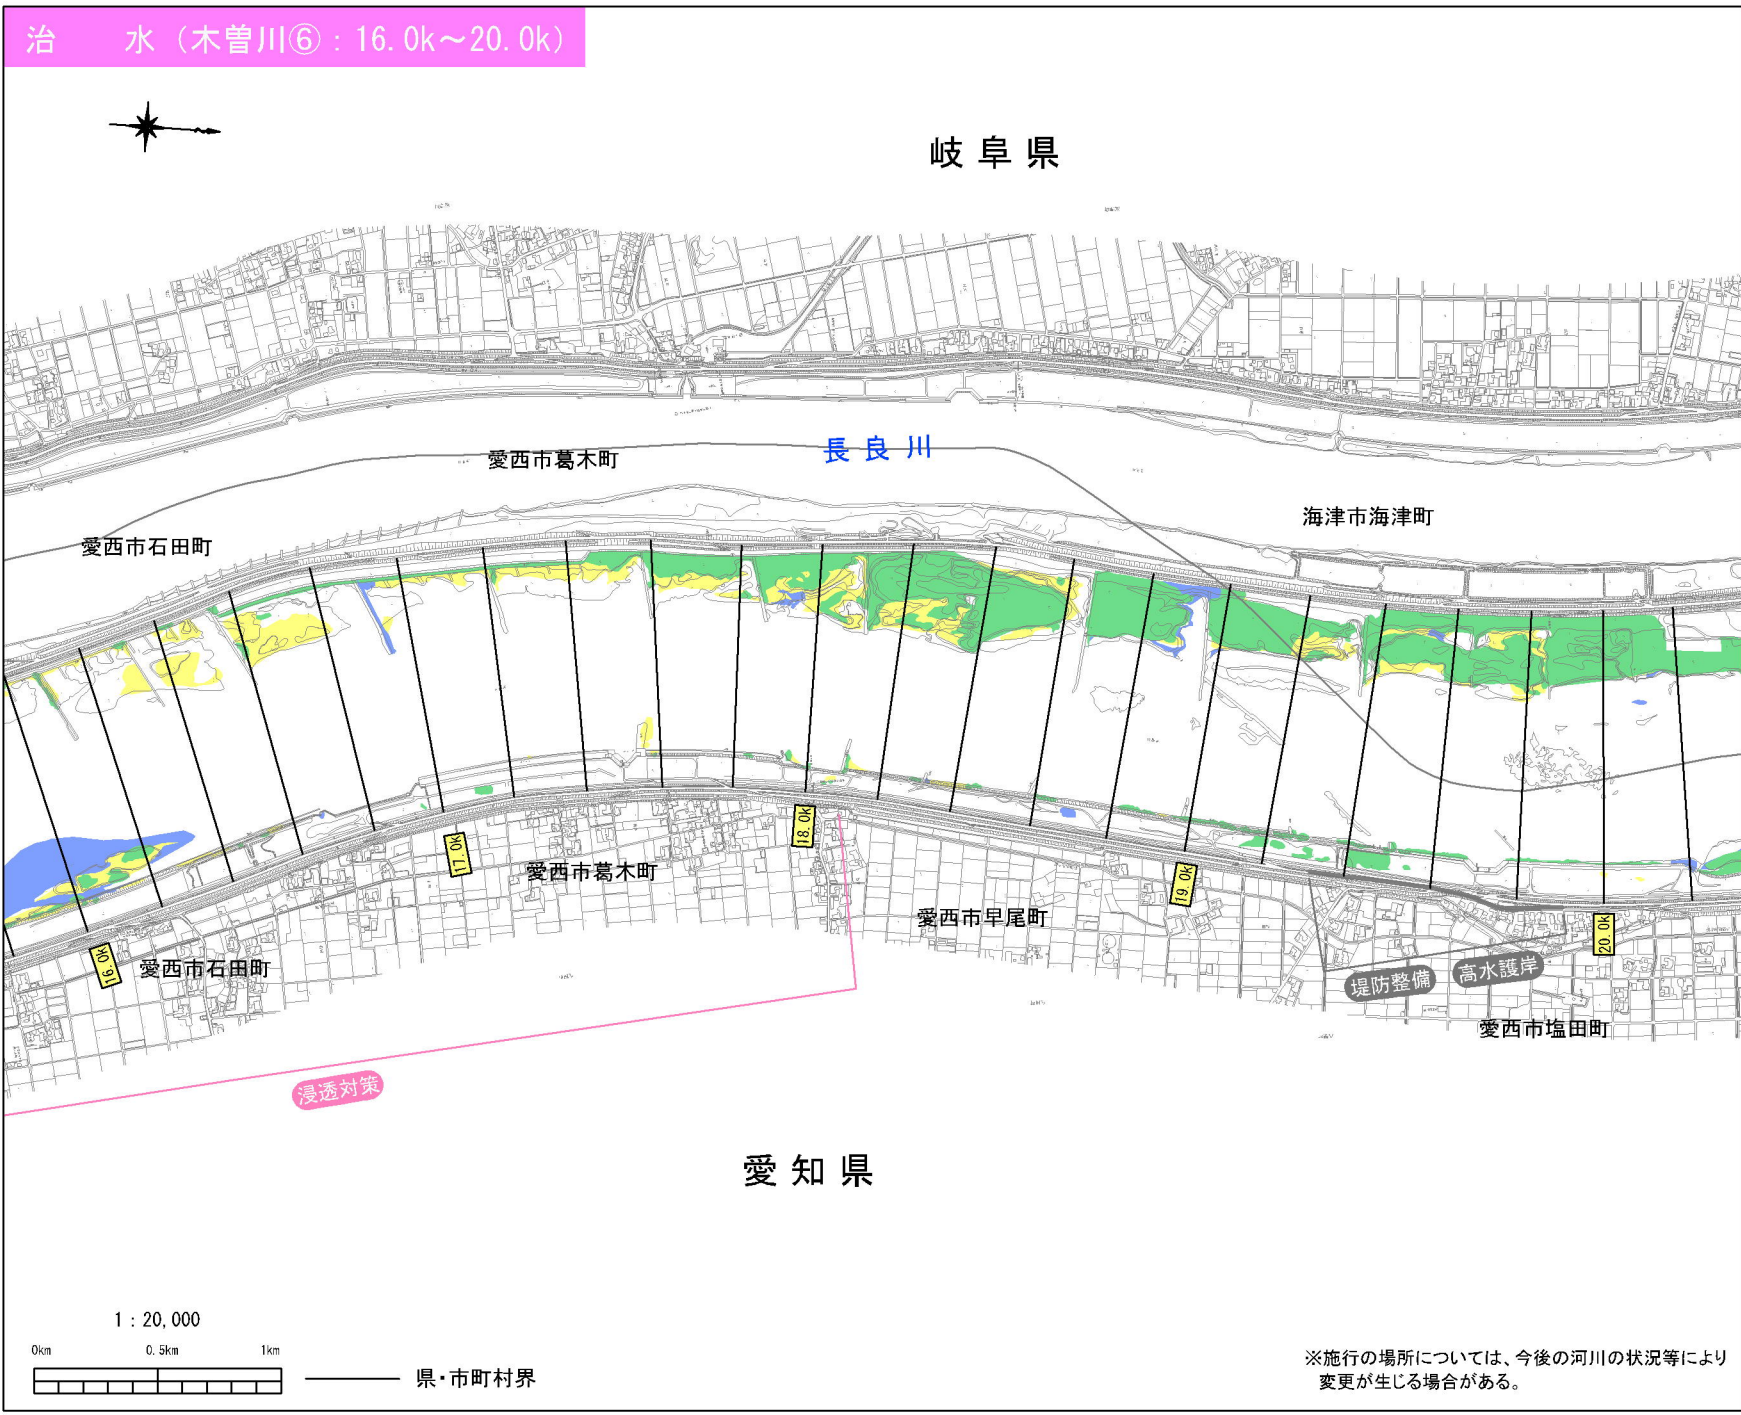 治　　水（木曽川⑥：16.0k～20.0k）
岐阜県
長良川
愛西市葛木町
海津市海津町
愛西市石田町
18.0k
17.0k
愛西市葛木町
19.0k
愛西市早尾町
20.0k
16.0k
愛西市石田町
堤防整備
高水護岸
愛西市塩田町
浸透対策
愛知県
1：20,000
0km 0.5km 1km
県・市町村界
※施行の場所については、今後の河川の状況等により
変更が生じる場合がある。